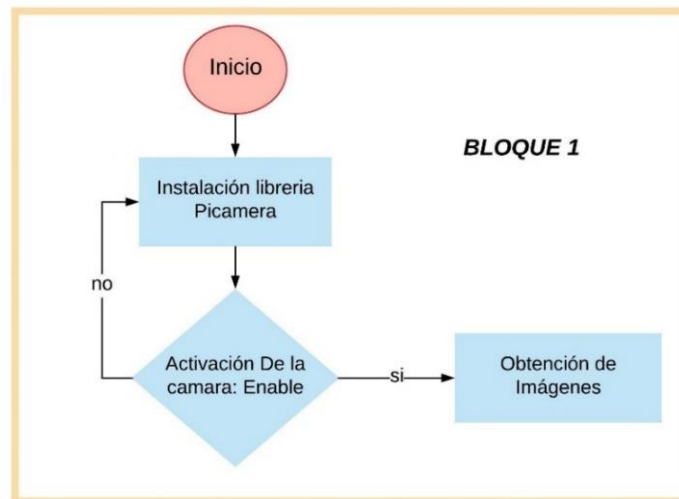 Inicio
BLOQUE 1
Instalación libreria
Picamera
no
Activación De la
camara: Enable
si
Obtención de
Imágenes